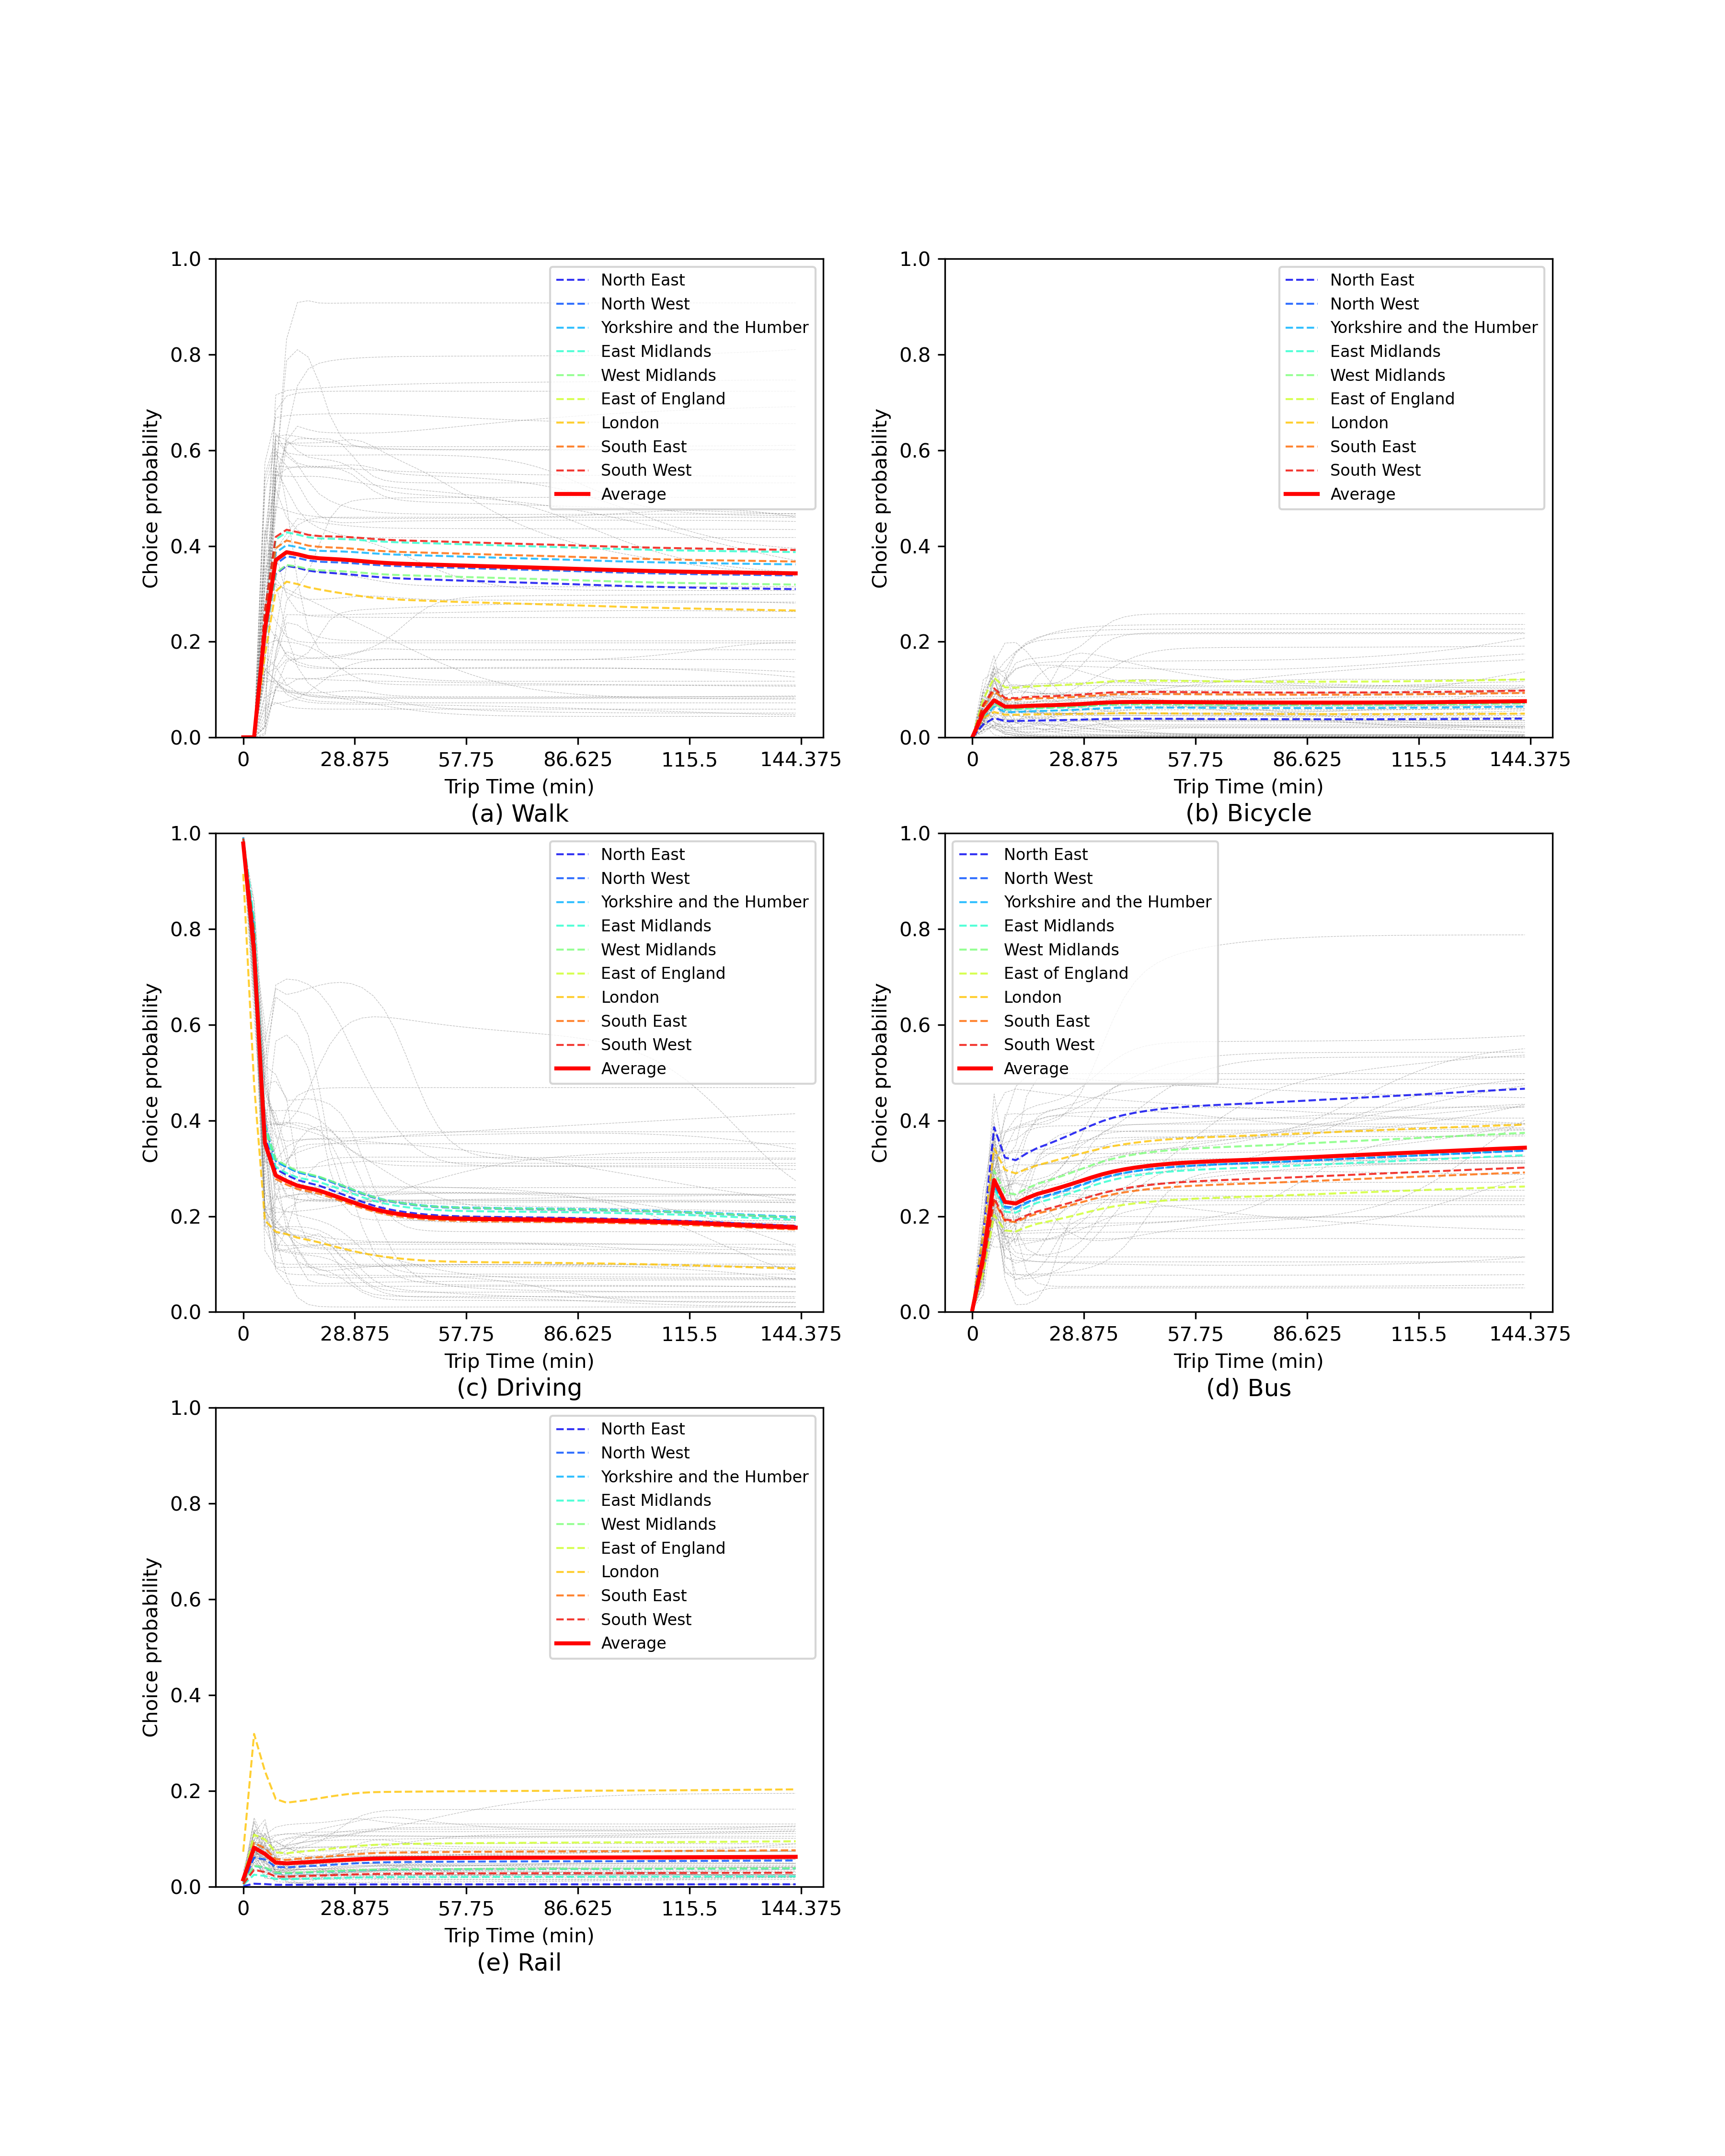 1.0
0.8
0.6
0.4
0.2
0.0
Choice probability
North East
North West
Yorkshire and the Humber
East Midlands
West Midlands
East of England
London
South East
South West
Average
0 28.875 57.75 86.625 115.5 144.375
Trip Time (min)
(a) Walk
1.0
0.8
0.6
0.4
0.2
0.0
Choice probability
North East
North West
Yorkshire and the Humber
East Midlands
West Midlands
East of England
London
South East
South West
Average
0 28.875 57.75 86.625 115.5 144.375
Trip Time (min)
(b) Bicycle
1.0
0.8
0.6
0.4
0.2
0.0
Choice probability
North East
North West
Yorkshire and the Humber
East Midlands
West Midlands
East of England
London
South East
South West
Average
0 28.875 57.75 86.625 115.5 144.375
Trip Time (min)
(c) Driving
1.0
0.8
0.6
0.4
0.2
0.0
Choice probability
North East
North West
Yorkshire and the Humber
East Midlands
West Midlands
East of England
London
South East
South West
Average
0 28.875 57.75 86.625 115.5 144.375
Trip Time (min)
(d) Bus
1.0
0.8
0.6
0.4
0.2
0.0
Choice probability
North East
North West
Yorkshire and the Humber
East Midlands
West Midlands
East of England
London
South East
South West
Average
0 28.875 57.75 86.625 115.5 144.375
Trip Time (min)
(e) Rail